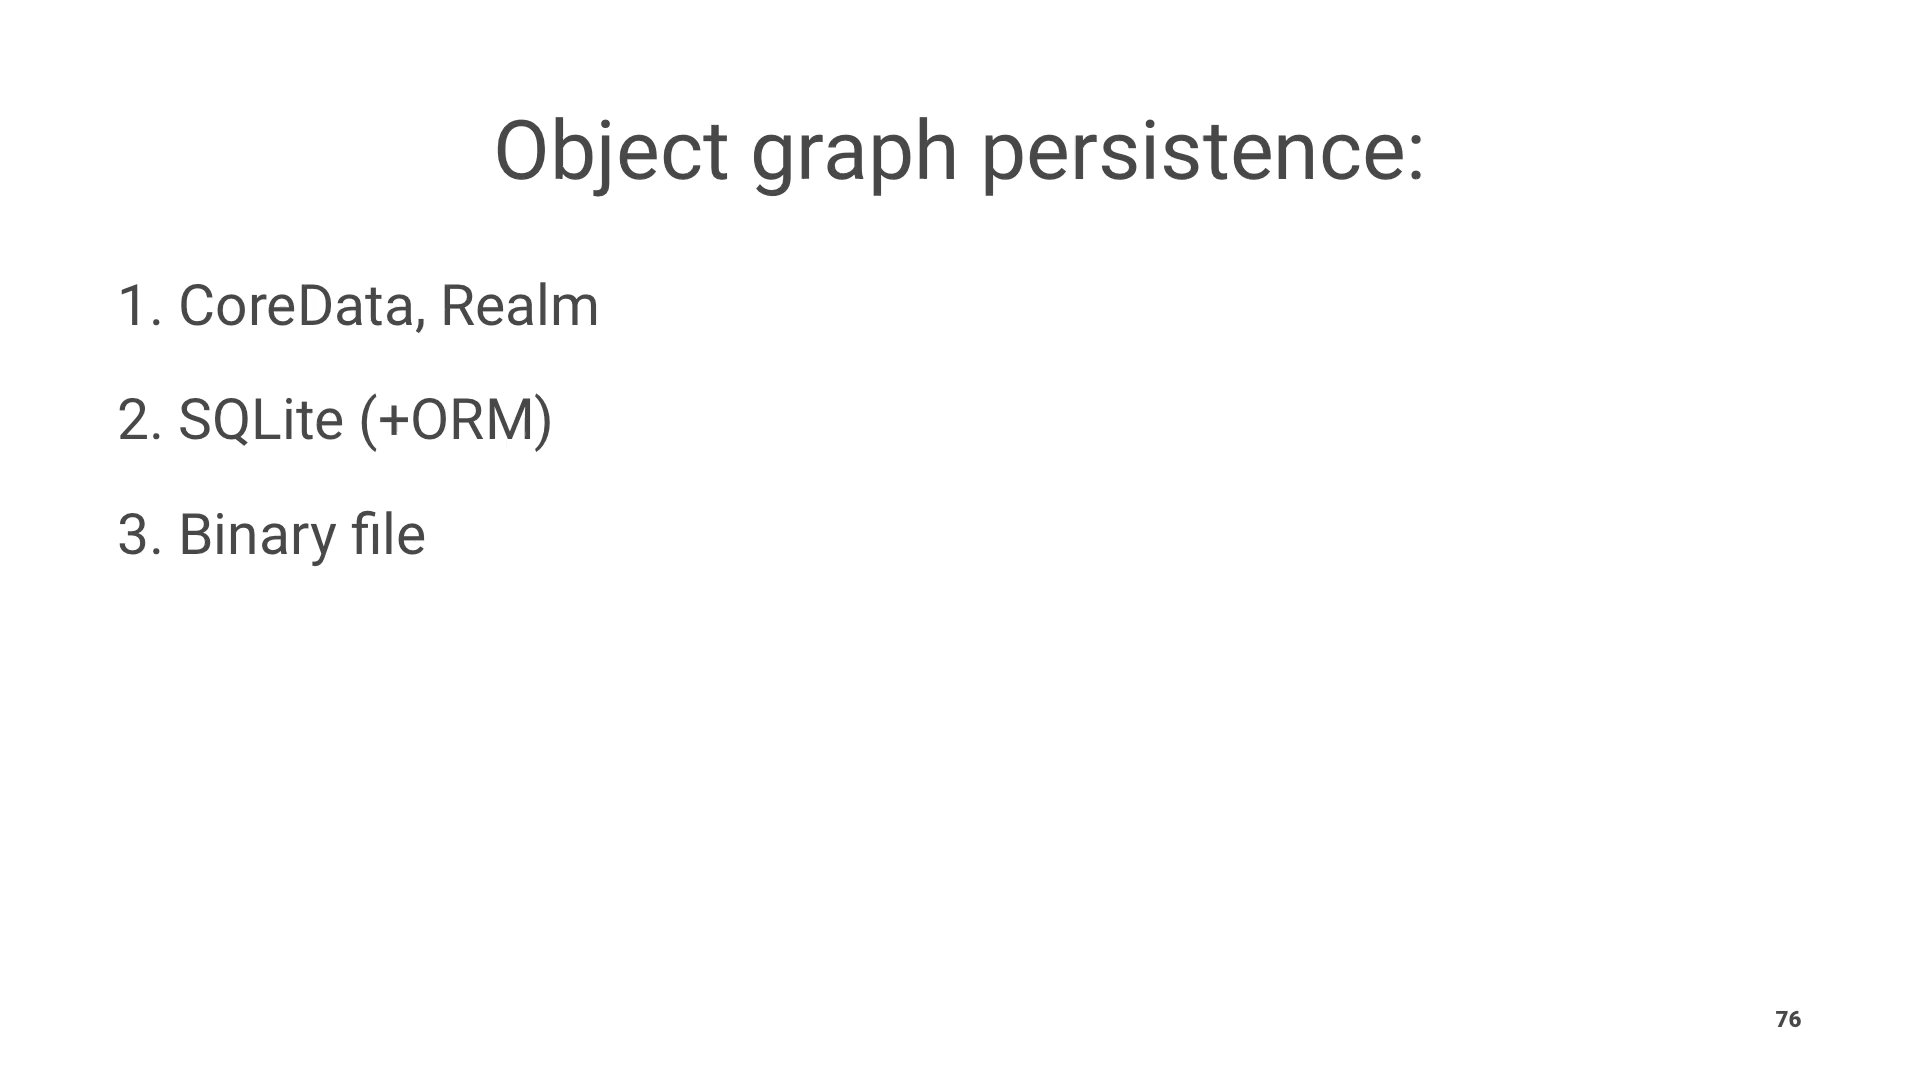 Object graph persistence:
1. CoreData, Realm
2. SQLite (+ORM)
3. Binary file
76